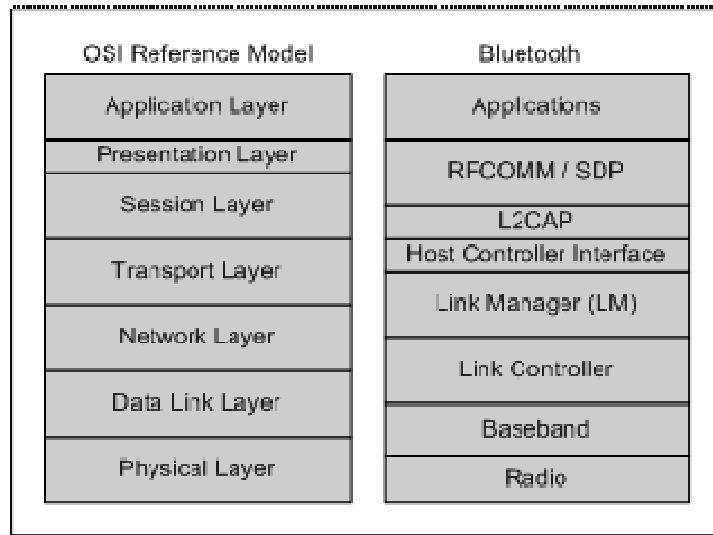 OSI Reference Model
Application Layer
Presentation Layer
Session Layer
Transport Layer
Network Layer
Data Link Layer
Physical Layer
Bluetooth
Applications
RFCOMM / SDP
L2CAP
Host Controller Interface
Link Manager (LM)
Link Controller
Baseband
Radio